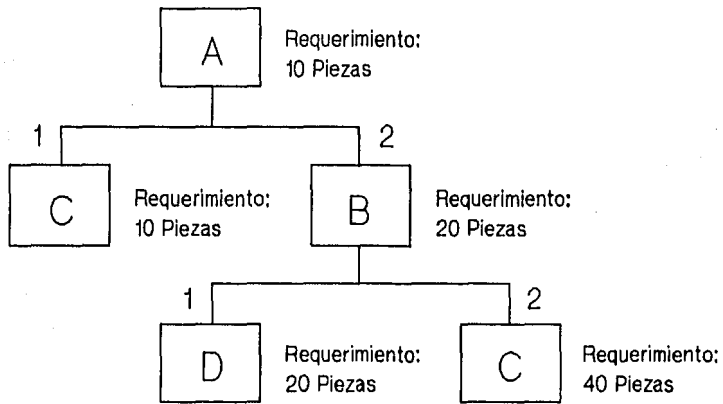 A
Requerimiento:
10 Piezas
1
2
C
Requerimiento:
10 Piezas
B
Requerimiento:
20 Piezas
1
2
D
Requerimiento:
20 Piezas
C
Requerimiento:
40 Piezas